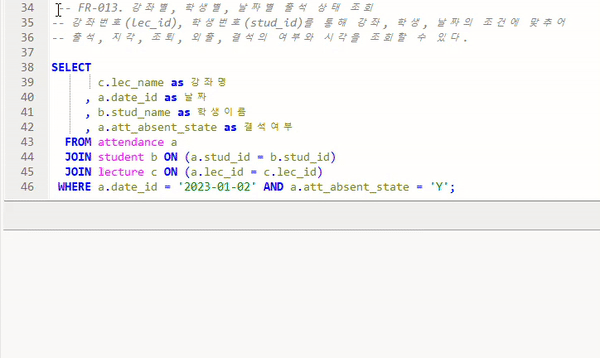 34 -- FR-013. 강좌별, 학생별, 날짜별 출석 상태 조회
35 -- 강좌번호(lec_id), 학생번호(stud_id)를 통해 강좌, 학생, 날짜의 조건에 맞추어
36 -- 출석, 지각, 조퇴, 외출, 결석의 여부와 시각을 조회할 수 있다.
37
38 SELECT
39 c.lec_name as 강좌명
40 , a.date_id as 날짜
41 , b.stud_name as 학생이름
42 , a.att_absent_state as 결석여부
43 FROM attendance a
44 JOIN student b ON (a.stud_id = b.stud_id)
45 JOIN lecture c ON (a.lec_id = c.lec_id)
46 WHERE a.date_id = '2023-01-02' AND a.att_absent_state = 'Y';